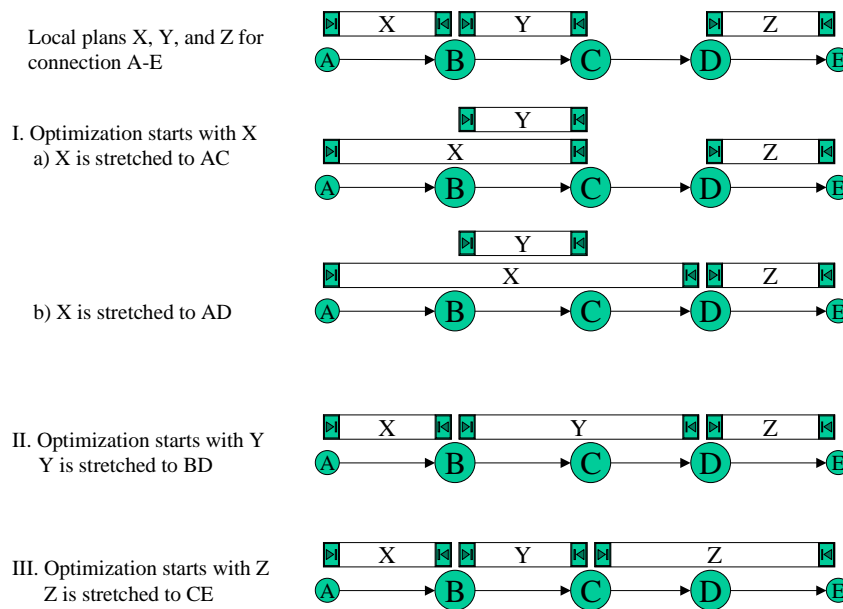 Local plans X, Y, and Z for
connection A-E
X Y Z
A B C D E
I. Optimization starts with X
a) X is stretched to AC
Y
X Z
A B C D E
Y
X Z
b) X is stretched to AD
A B C D E
II. Optimization starts with Y
Y is stretched to BD
X Y Z
A B C D E
III. Optimization starts with Z
Z is stretched to CE
X Y Z
A B C D E